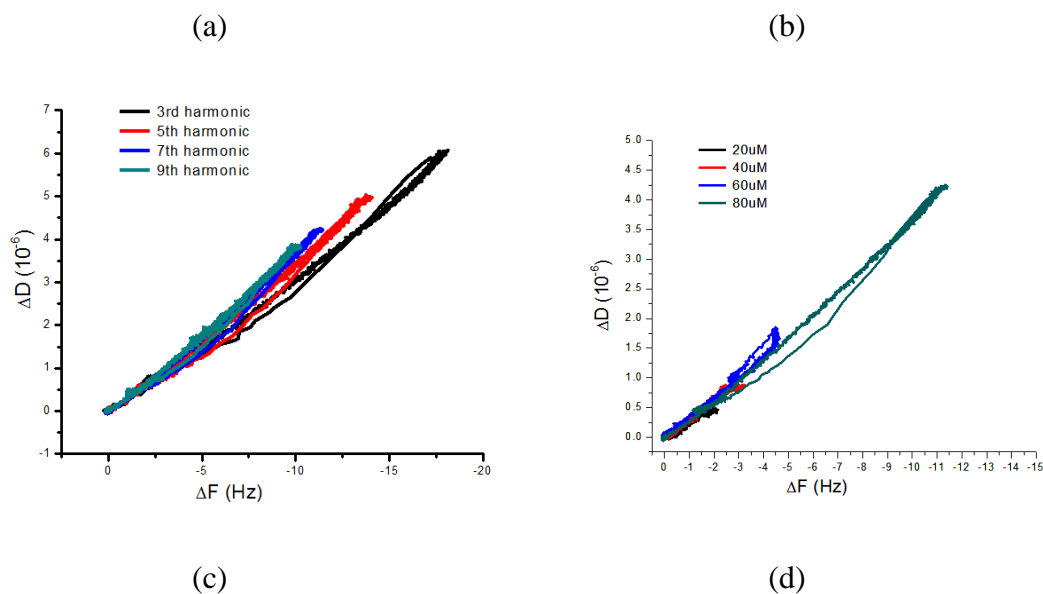 (a)
(b)
7
6
5
4
3
2
1
0
-1
ΔD (10⁻⁶)
3rd harmonic
5th harmonic
7th harmonic
9th harmonic
0 -5 -10 -15 -20
ΔF (Hz)
5.0
4.5
4.0
3.5
3.0
2.5
2.0
1.5
1.0
0.5
0.0
ΔD (10⁻⁶)
20uM
40uM
60uM
80uM
0 -1 -2 -3 -4 -5 -6 -7 -8 -9 -10 -11 -12 -13 -14 -15
ΔF (Hz)
(c)
(d)